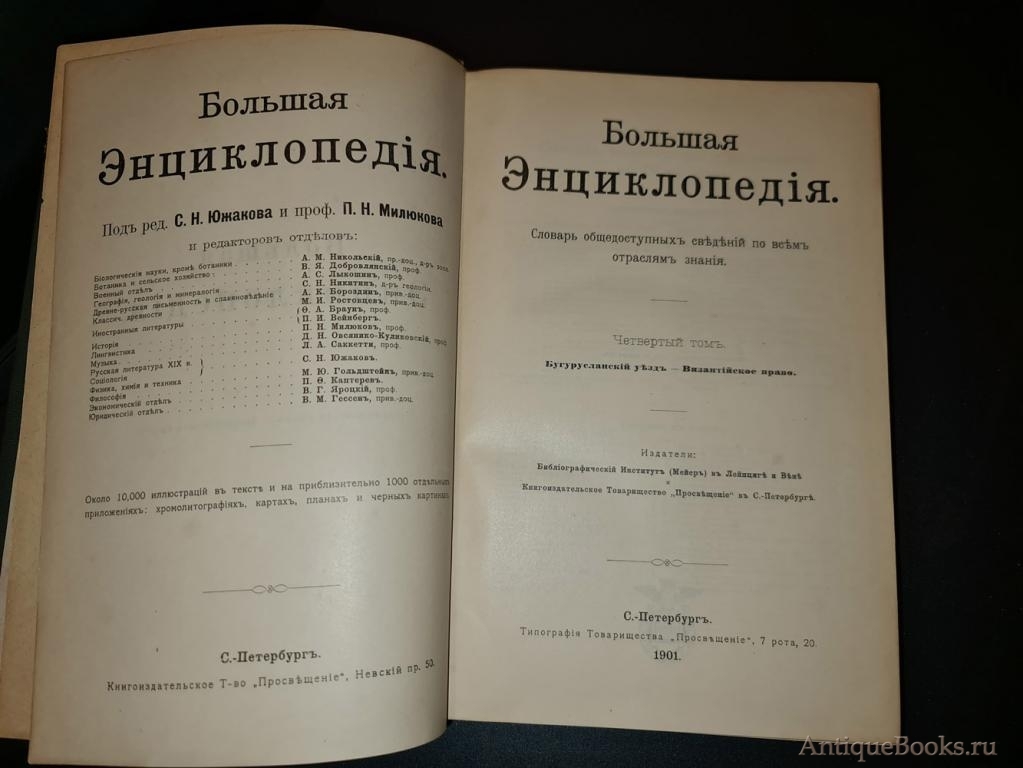 Большая
Энциклопедія.
Подъ ред. С. Н. Южакова и проф. П. Н. Милюкова
и редакторовъ отдѣловъ:
Біологическія науки, кромѣ ботаники . . . . . . . . А. М. Никольскій, пр.-доц., д-ръ зоол.
Ботаника и сельское хозяйство . . . . . . . . В. Я. Добровлянскій, проф.
Военный отдѣлъ . . . . . . . . А. С. Лыкошинъ, проф.
Географія, геологія и минералогія . . . . . . . . С. Н. Никитинъ, д-ръ геологіи.
Древне-русская письменность и славяновѣдѣніе . . А. К. Бороздинъ, прив.-доц.
Классич. древности . . . . . . . . М. И. Ростовцевъ, прив.-доц.
Иностранныя литературы . . . . . . . . {Ѳ. А. Браунъ, проф.
{П. И. Вейнбергъ.
Исторія . . . . . . . . П. Н. Милюковъ, проф.
Лингвистика . . . . . . . . Д. Н. Овсянико-Куликовскій, проф.
Музыка . . . . . . . . Л. А. Саккетти, проф.
Русская литература XIX в. }
Соціологія } . . . . . . . . С. Н. Южаковъ.
Физика, химія и техника . . . . . . . . М. Ю. Гольдштейнъ, прив.-доц.
Философія . . . . . . . . П. Ѳ. Каптеревъ.
Экономическій отдѣлъ . . . . . . . . В. Г. Яроцкій, проф.
Юридическій отдѣлъ . . . . . . . . В. М. Гессенъ, прив.-доц.
Около 10,000 иллюстрацій въ текстѣ и на приблизительно 1000 отдѣльныхъ
приложеніяхъ: хромолитографіяхъ, картахъ, планахъ и черныхъ картинахъ.
С.-Петербургъ.
Книгоиздательское Т-во „Просвѣщеніе", Невскій пр. 50.
Большая
Энциклопедія.
Словарь общедоступныхъ свѣдѣній по всѣмъ
отраслямъ знанія.
Четвертый томъ.
Бугурусланскій уѣздъ — Византійское право.
Издатели:
Библіографическій Институтъ (Мейеръ) въ Лейпцигѣ и Вѣнѣ
и
Книгоиздательское Товарищество „Просвѣщеніе" въ С.-Петербургѣ.
С.-Петербургъ.
Типографія Товарищества „Просвѣщеніе", 7 рота, 20.
1901.
AntiqueBooks.ru